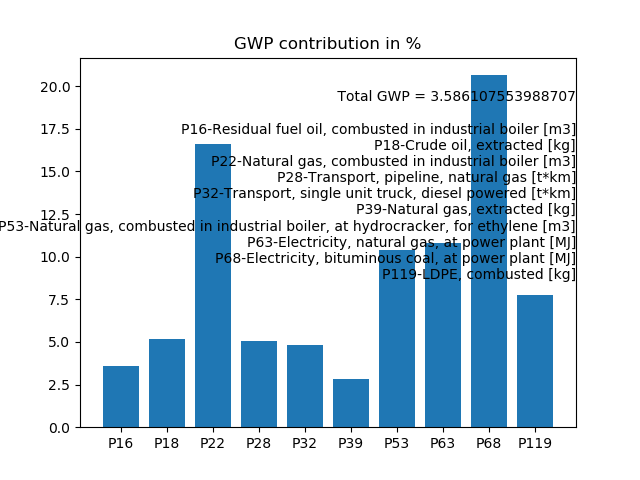 GWP contribution in %
Total GWP = 3.586107553988707
20.0
17.5
15.0
12.5
10.0
7.5
5.0
2.5
0.0
P16-Residual fuel oil, combusted in industrial boiler [m3]
P18-Crude oil, extracted [kg]
P22-Natural gas, combusted in industrial boiler [m3]
P28-Transport, pipeline, natural gas [t*km]
P32-Transport, single unit truck, diesel powered [t*km]
P39-Natural gas, extracted [kg]
P53-Natural gas, combusted in industrial boiler, at hydrocracker, for ethylene [m3]
P63-Electricity, natural gas, at power plant [MJ]
P68-Electricity, bituminous coal, at power plant [MJ]
P119-LDPE, combusted [kg]
P16 P18 P22 P28 P32 P39 P53 P63 P68 P119